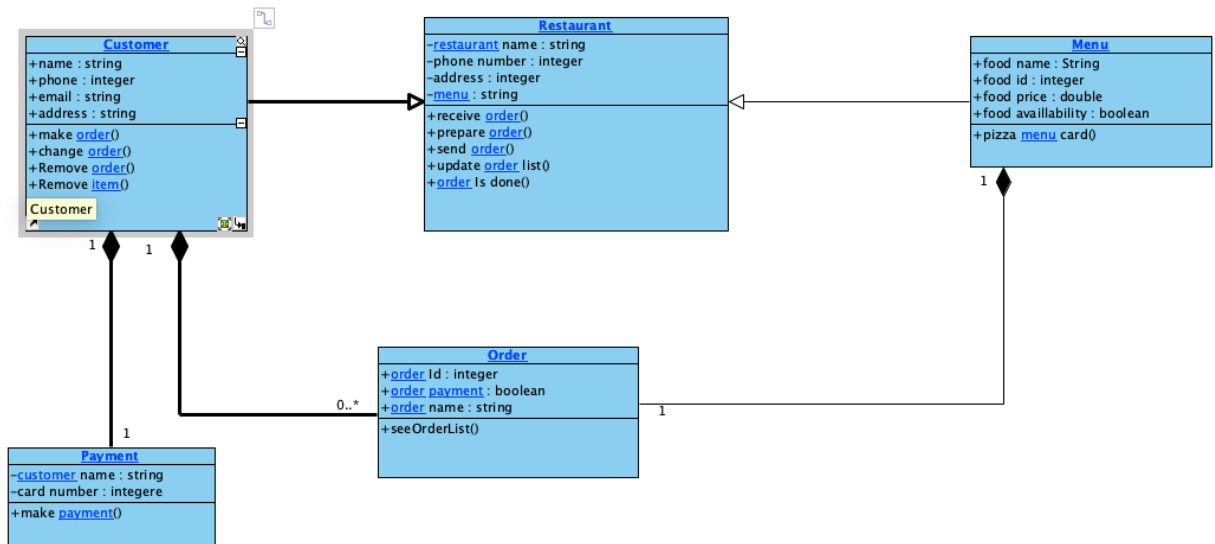 Customer
+name : string
+phone : integer
+email : string
+address : string
+make order()
+change order()
+Remove order()
+Remove item()
Customer
Restaurant
-restaurant name : string
-phone number : integer
-address : integer
-menu : string
+receive order()
+prepare order()
+send order()
+update order list()
+order Is done()
Menu
+food name : String
+food id : integer
+food price : double
+food availlability : boolean
+pizza menu card()
1
1
1
Order
+order Id : integer
+order payment : boolean
+order name : string
+seeOrderList()
0..*
1
1
Payment
-customer name : string
-card number : integere
+make payment()